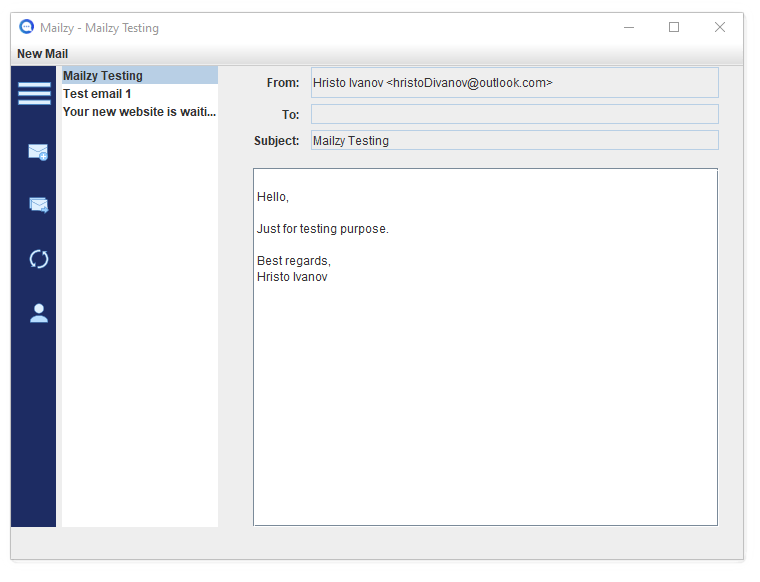 Mailzy - Mailzy Testing
New Mail
Mailzy Testing
Test email 1
Your new website is waiti...
From: Hristo Ivanov <hristoDivanov@outlook.com>
To:
Subject: Mailzy Testing
Hello,
Just for testing purpose.
Best regards,
Hristo Ivanov